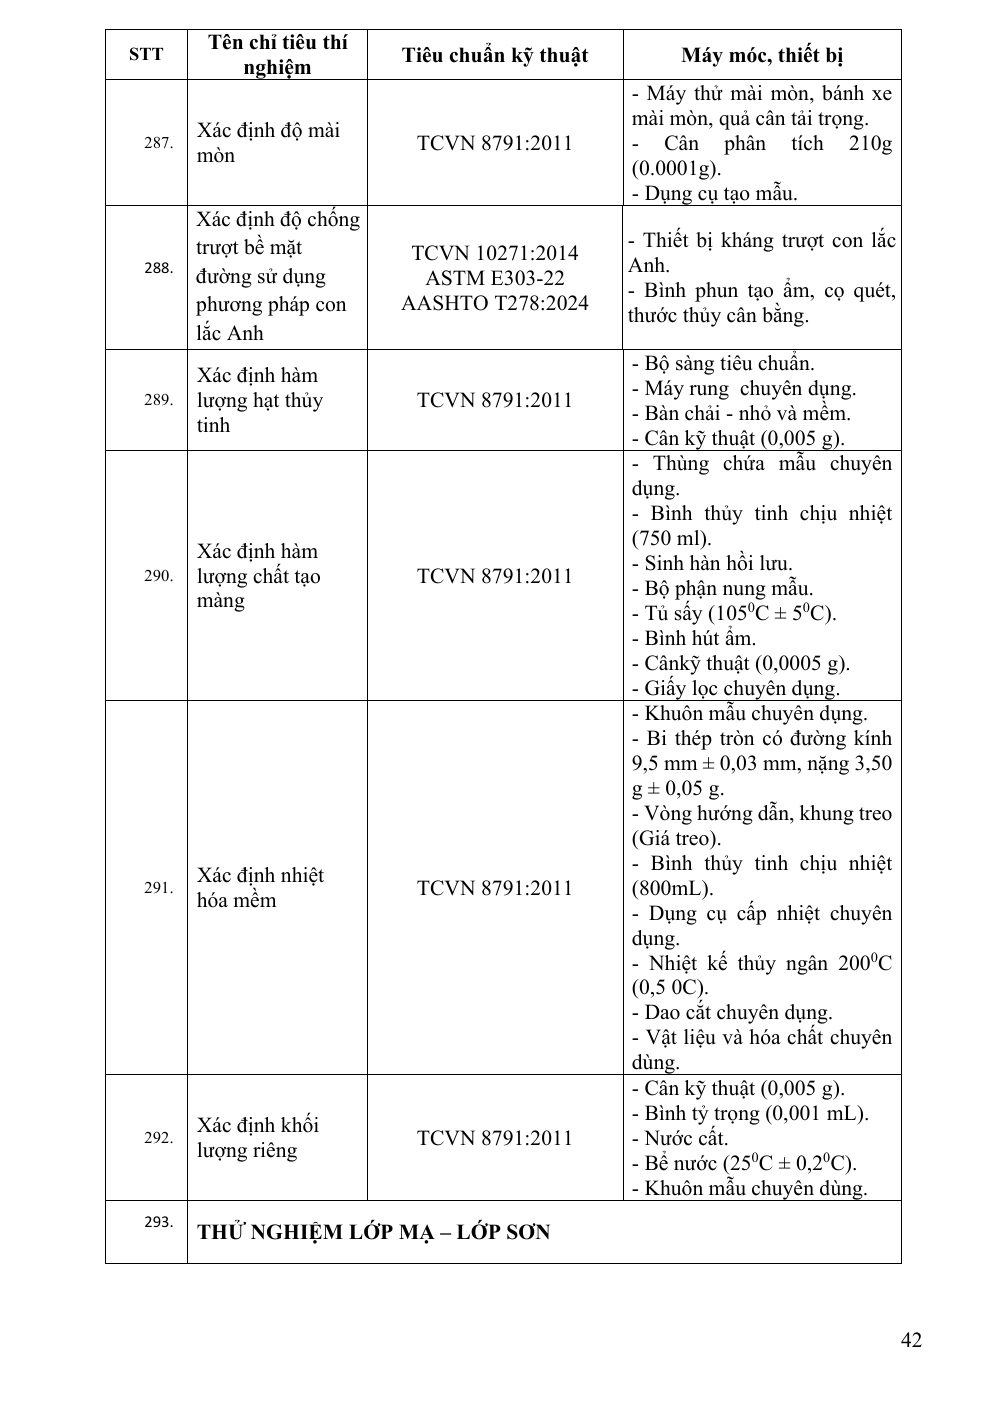 STT
Tên chỉ tiêu thí
nghiệm
Tiêu chuẩn kỹ thuật
Máy móc, thiết bị
287.
Xác định độ mài
mòn
TCVN 8791:2011
- Máy thử mài mòn, bánh xe
mài mòn, quả cân tải trọng.
- Cân phân tích 210g
(0.0001g).
- Dụng cụ tạo mẫu.
288.
Xác định độ chống
trượt bề mặt
đường sử dụng
phương pháp con
lắc Anh
TCVN 10271:2014
ASTM E303-22
AASHTO T278:2024
- Thiết bị kháng trượt con lắc
Anh.
- Bình phun tạo ẩm, cọ quét,
thước thủy cân bằng.
289.
Xác định hàm
lượng hạt thủy
tinh
TCVN 8791:2011
- Bộ sàng tiêu chuẩn.
- Máy rung  chuyên dụng.
- Bàn chải - nhỏ và mềm.
- Cân kỹ thuật (0,005 g).
290.
Xác định hàm
lượng chất tạo
màng
TCVN 8791:2011
- Thùng chứa mẫu chuyên
dụng.
- Bình thủy tinh chịu nhiệt
(750 ml).
- Sinh hàn hồi lưu.
- Bộ phận nung mẫu.
- Tủ sấy (105⁰C ± 5⁰C).
- Bình hút ẩm.
- Cânkỹ thuật (0,0005 g).
- Giấy lọc chuyên dụng.
291.
Xác định nhiệt
hóa mềm
TCVN 8791:2011
- Khuôn mẫu chuyên dụng.
- Bi thép tròn có đường kính
9,5 mm ± 0,03 mm, nặng 3,50
g ± 0,05 g.
- Vòng hướng dẫn, khung treo
(Giá treo).
- Bình thủy tinh chịu nhiệt
(800mL).
- Dụng cụ cấp nhiệt chuyên
dụng.
- Nhiệt kế thủy ngân 200⁰C
(0,5 0C).
- Dao cắt chuyên dụng.
- Vật liệu và hóa chất chuyên
dùng.
292.
Xác định khối
lượng riêng
TCVN 8791:2011
- Cân kỹ thuật (0,005 g).
- Bình tỷ trọng (0,001 mL).
- Nước cất.
- Bể nước (25⁰C ± 0,2⁰C).
- Khuôn mẫu chuyên dùng.
293.
THỬ NGHIỆM LỚP MẠ – LỚP SƠN
42